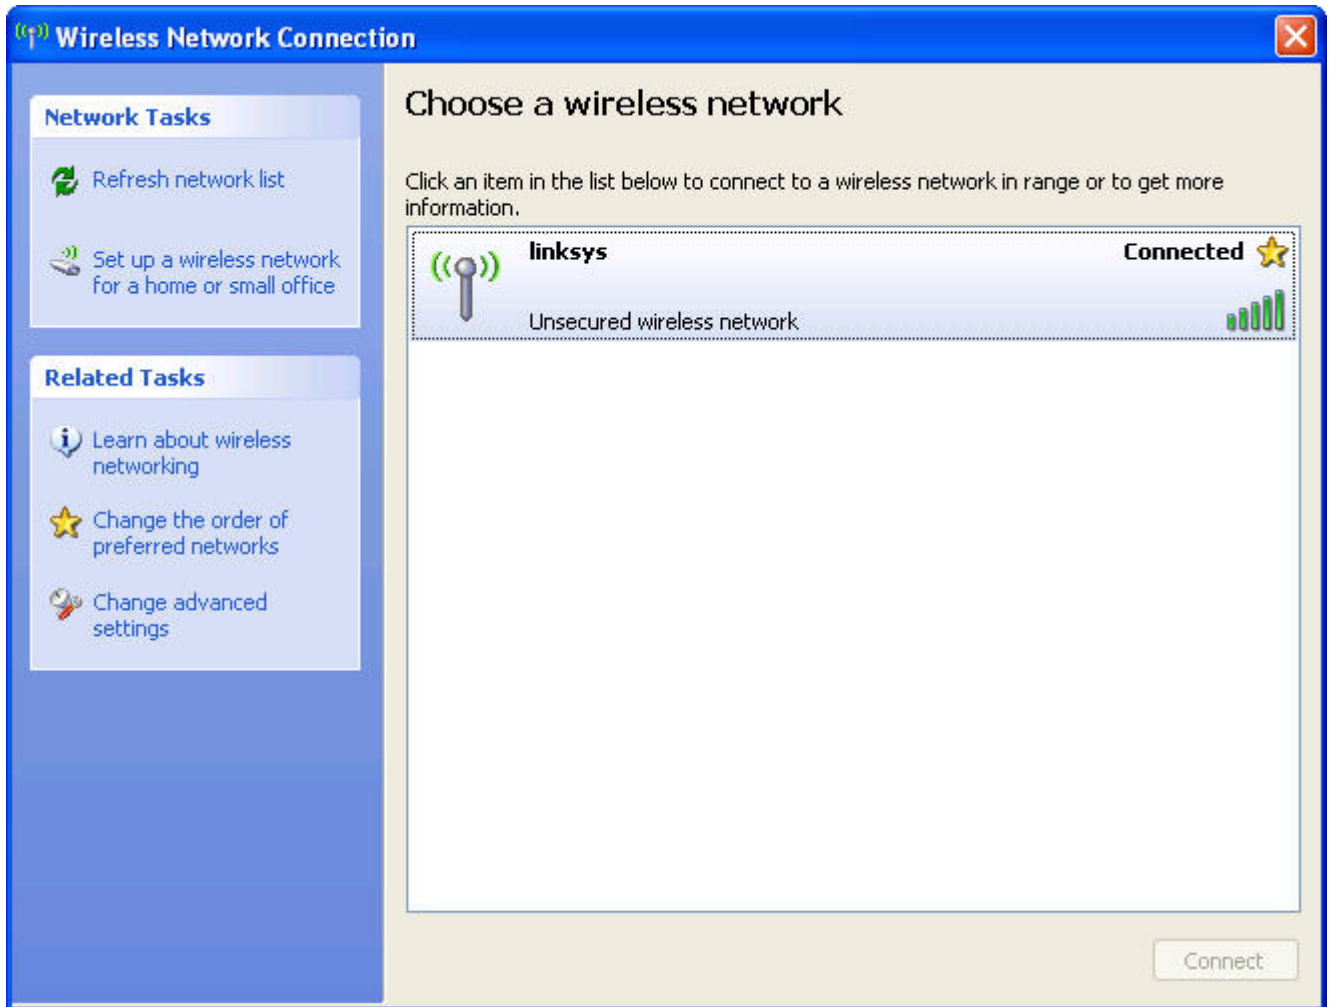 Wireless Network Connection
Network Tasks
Refresh network list
Set up a wireless network
for a home or small office
Related Tasks
Learn about wireless
networking
Change the order of
preferred networks
Change advanced
settings
Choose a wireless network
Click an item in the list below to connect to a wireless network in range or to get more
information.
linksys
Connected
Unsecured wireless network
Connect